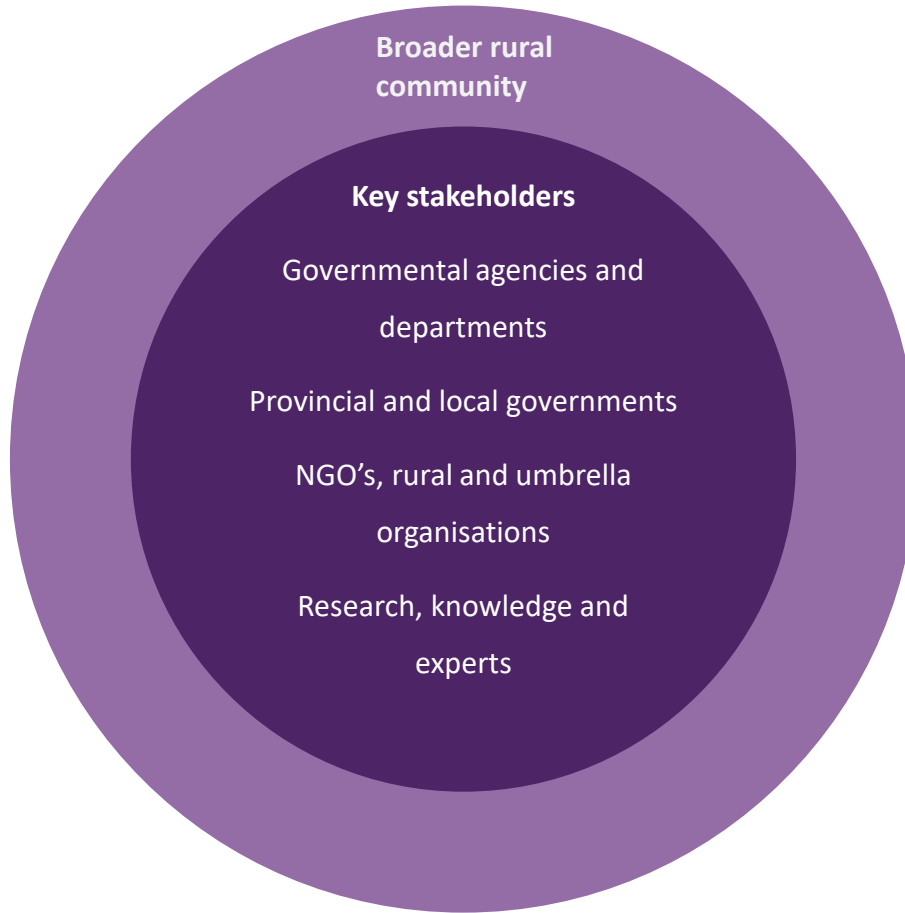 Broader rural
community
Key stakeholders
Governmental agencies and
departments
Provincial and local governments
NGO’s, rural and umbrella
organisations
Research, knowledge and
experts